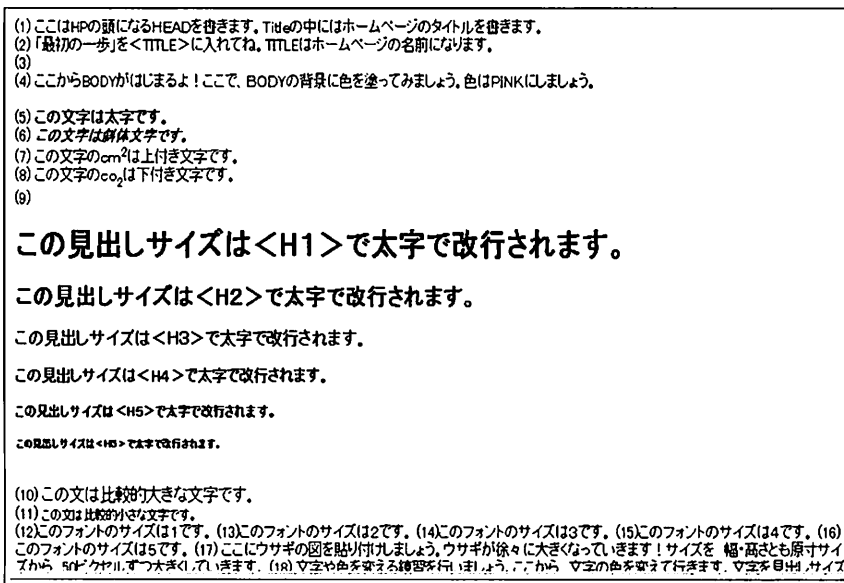 (1)ここはHPの頭になるHEADを書きます。Titleの中にはホームページのタイトルを書きます。
(2)「最初の一歩」を<TITLE>に入れてね。TITLEはホームページの名前になります。
(3)
(4)ここからBODYがはじまるよ！ここで、BODYの背景に色を塗ってみましょう。色はPINKにしましょう。
(5)この文字は太字です。
(6)この文字は斜体文字です。
(7)この文字のcm²は上付き文字です。
(8)この文字のco₂は下付き文字です。
(9)
この見出しサイズは<H1>で太字で改行されます。
この見出しサイズは<H2>で太字で改行されます。
この見出しサイズは<H3>で太字で改行されます。
この見出しサイズは<H4>で太字で改行されます。
この見出しサイズは<H5>で太字で改行されます。
この見出しサイズは<H6>で太字で改行されます。
(10)この文は比較的大きな文字です。
(11)この文は比較的小さな文字です。
(12)このフォントのサイズは1です。(13)このフォントのサイズは2です。(14)このフォントのサイズは3です。(15)このフォントのサイズは4です。(16)
このフォントのサイズは5です。(17)ここにウサギの図を貼り付けしましょう。ウサギが徐々に大きくなっていきます！サイズを 幅・高さとも原寸サイ
ズから 50ピクセルずつ大きくしていきます。(18)文字や色を変える練習を行いましょう。ここから 文字の色を変えて行きます。文字を見出しサイズ